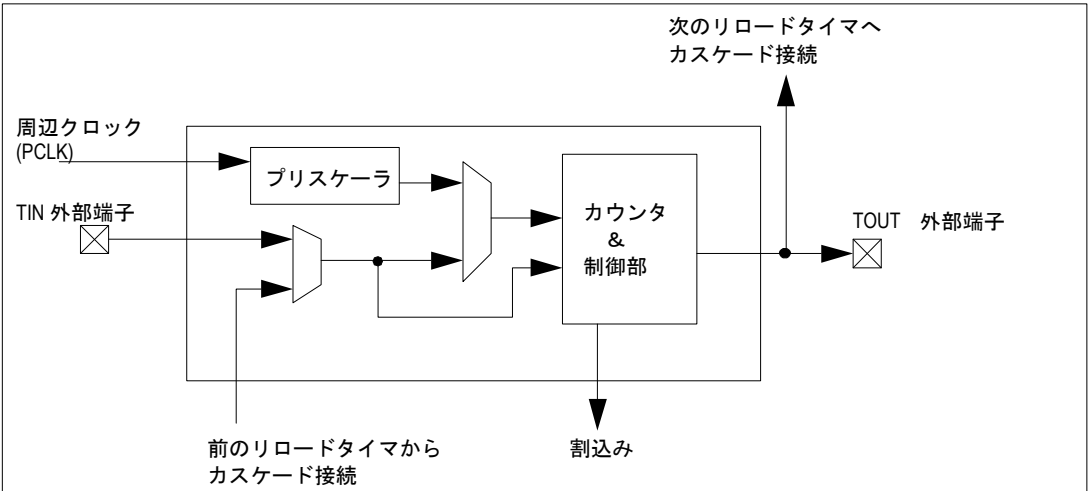 次のリロードタイマへ
カスケード接続
周辺クロック
(PCLK)
プリスケーラ
TIN 外部端子
カウンタ
&
制御部
TOUT 外部端子
前のリロードタイマから
カスケード接続
割込み